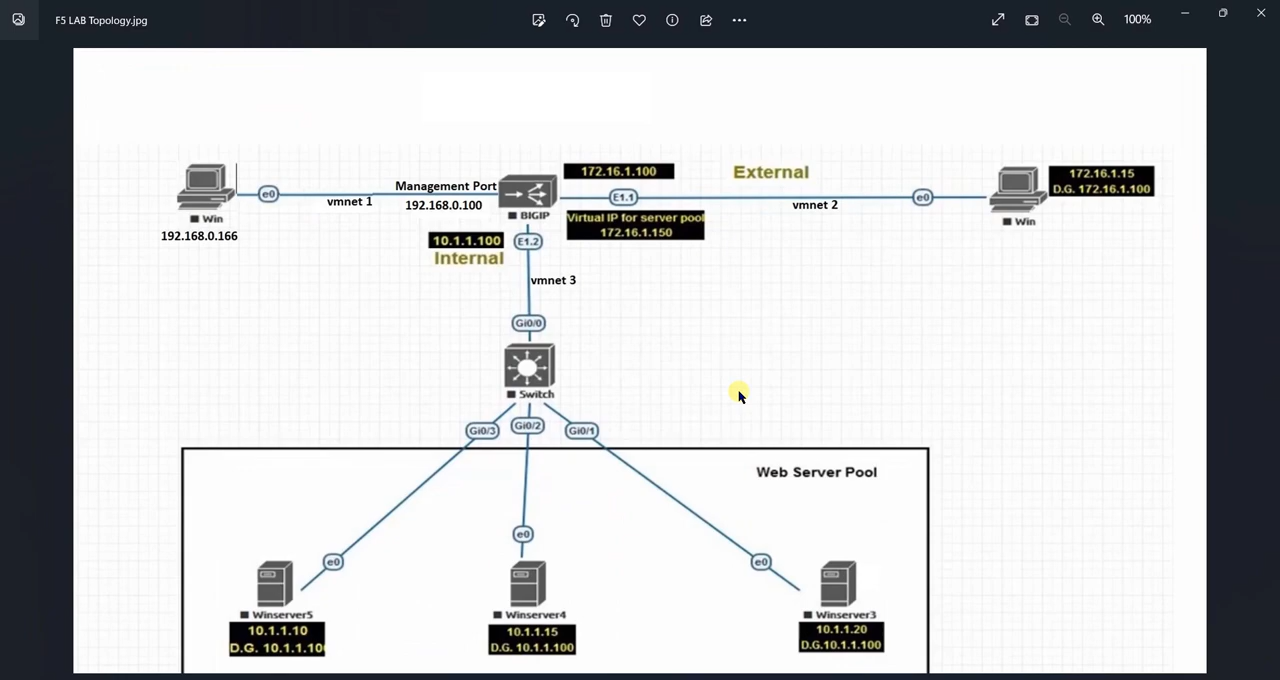 F5 LAB Topology.jpg
100%
172.16.1.100
External
172.16.1.15
D.G. 172.16.1.100
Management Port
e0
vmnet 1
192.168.0.100
E1.1
vmnet 2
e0
Win
192.168.0.166
BIGIP
Virtual IP for server pool
172.16.1.150
Win
10.1.1.100
E1.2
Internal
vmnet 3
Gi0/0
Switch
Gi0/3
Gi0/2
Gi0/1
Web Server Pool
e0
e0
e0
Winserver5
10.1.1.10
D.G. 10.1.1.10
Winserver4
10.1.1.15
D.G. 10.1.1.100
Winserver3
10.1.1.20
D.G.10.1.1.100